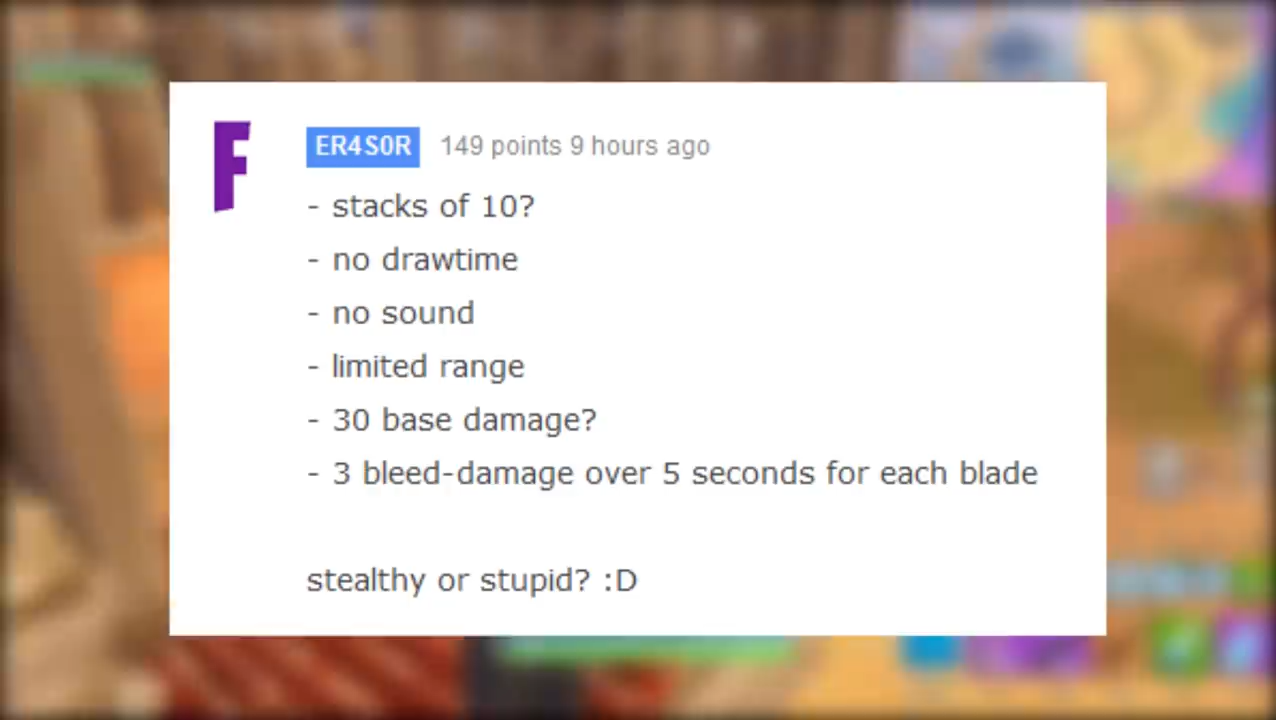 F
ER4S0R 149 points 9 hours ago
- stacks of 10?
- no drawtime
- no sound
- limited range
- 30 base damage?
- 3 bleed-damage over 5 seconds for each blade
stealthy or stupid? :D